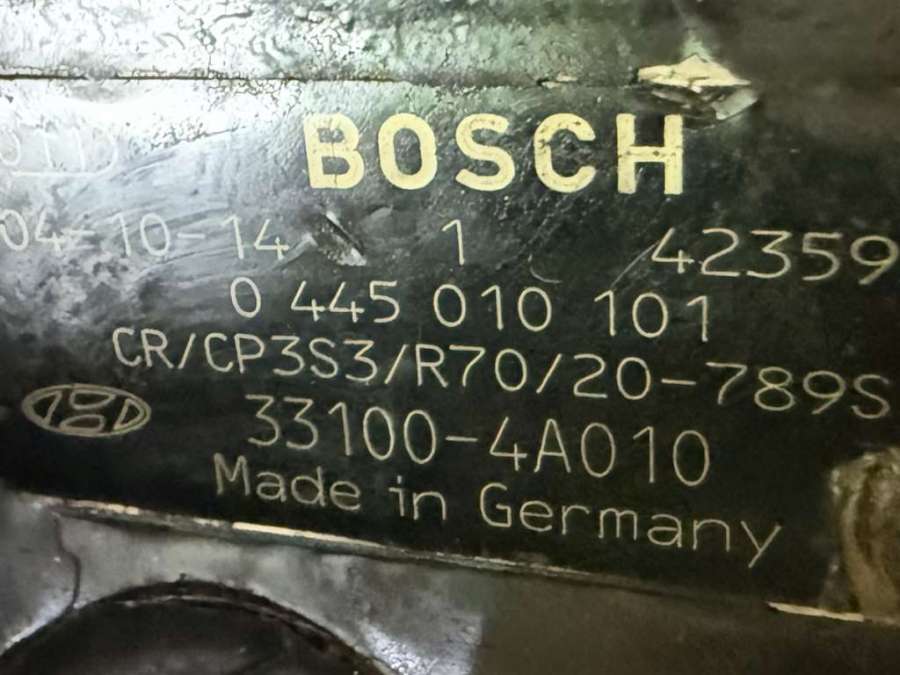 BOSCH
04-10-14 1 42359
0 445 010 101
CR/CP3S3/R70/20-789S
33100-4A010
Made in Germany